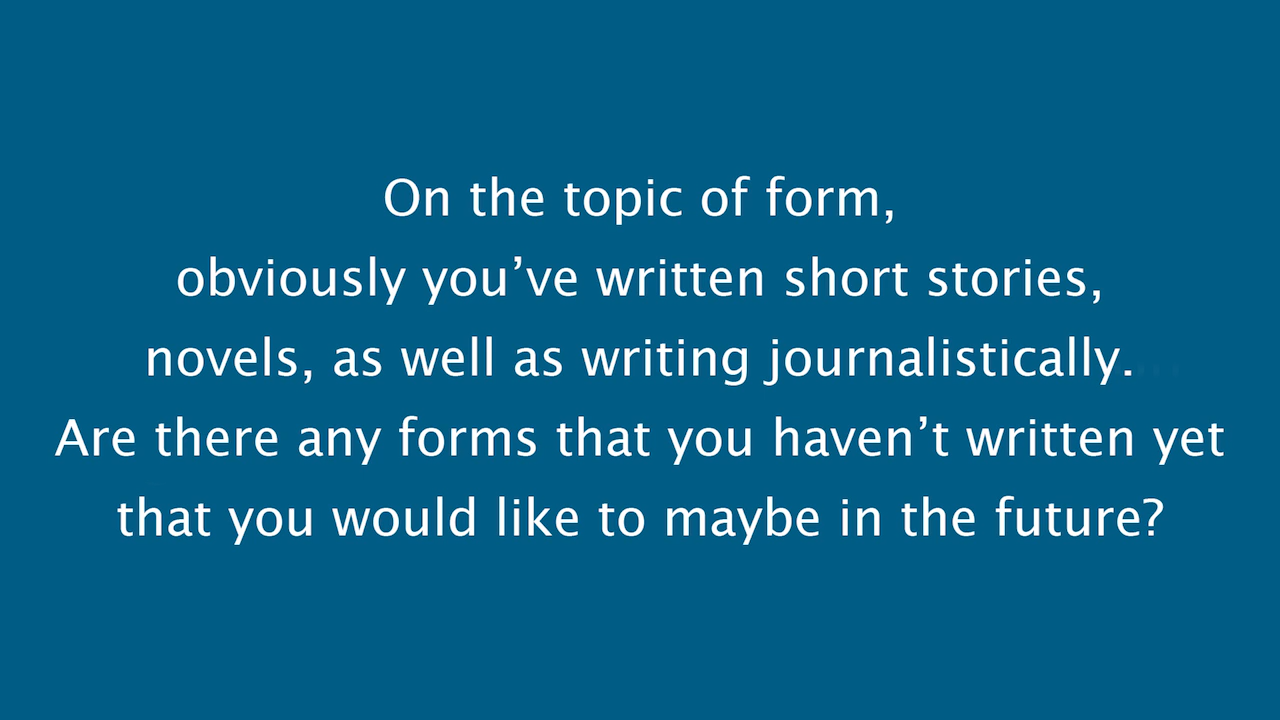 On the topic of form,
obviously you’ve written short stories,
novels, as well as writing journalistically.
Are there any forms that you haven’t written yet
that you would like to maybe in the future?